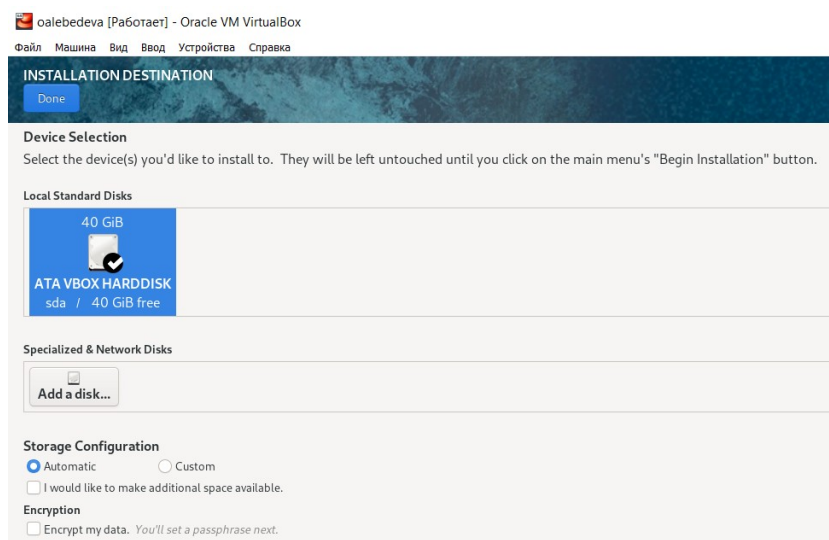 oalebedeva [Работает] - Oracle VM VirtualBox
Файл Машина Вид Ввод Устройства Справка
INSTALLATION DESTINATION
Done
Device Selection
Select the device(s) you'd like to install to. They will be left untouched until you click on the main menu's "Begin Installation" button.
Local Standard Disks
40 GiB
ATA VBOX HARDDISK
sda / 40 GiB free
Specialized & Network Disks
Add a disk...
Storage Configuration
Automatic Custom
I would like to make additional space available.
Encryption
Encrypt my data. You'll set a passphrase next.